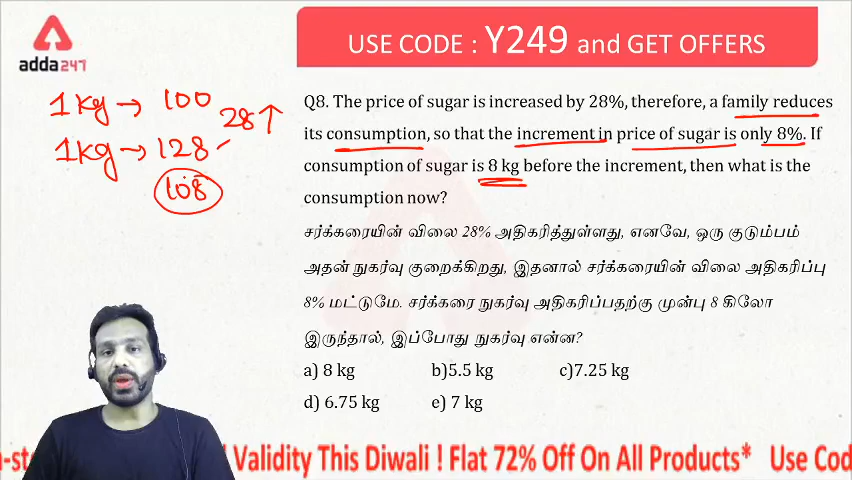 USE CODE : Y249 and GET OFFERS
adda247
1 kg → 100
28 ↑
1 kg → 128
108
Q8. The price of sugar is increased by 28%, therefore, a family reduces
its consumption, so that the increment in price of sugar is only 8%. If
consumption of sugar is 8 kg before the increment, then what is the
consumption now?
சர்க்கரையின் விலை 28% அதிகரித்துள்ளது, எனவே, ஒரு குடும்பம்
அதன் நுகர்வு குறைக்கிறது, இதனால் சர்க்கரையின் விலை அதிகரிப்பு
8% மட்டுமே. சர்க்கரை நுகர்வு அதிகரிப்பதற்கு முன்பு 8 கிலோ
இருந்தால், இப்போது நுகர்வு என்ன?
a) 8 kg b)5.5 kg c)7.25 kg
d) 6.75 kg e) 7 kg
Validity This Diwali ! Flat 72% Off On All Products* Use Cod